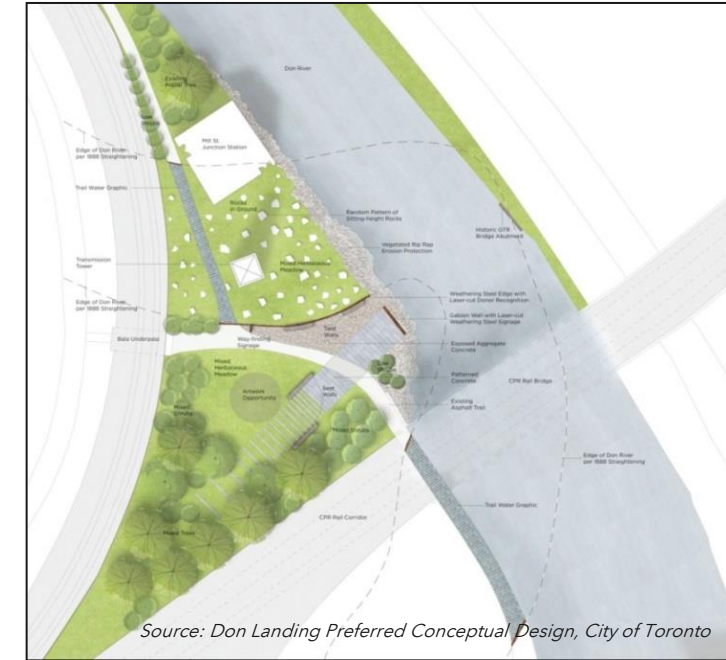 Don River
Existing
Poplar Tree
Low
Shrubs
Mill St.
Junction Station
Edge of Don River
per 1888 Straightening
Trail Water Graphic
Rocks
in Ground
Random Pattern of
Sitting-height Rocks
Historic GTR
Bridge Abutment
Vegetated Rip Rap
Erosion Protection
Transmission
Tower
Mixed Herbaceous
Meadow
Weathering Steel Edge with
Laser-cut Donor Recognition
Edge of Don River
per 1888 Straightening
Gabion Wall with Laser-cut
Weathering Steel Signage
Bala Underpass
Way-finding
Signage
Walls
Exposed Aggregate
Concrete
Mixed
Herbaceous
Meadow
Low
Patterned
Concrete
CPR Rail Bridge
Artwork
Opportunity
Seat
Walls
Existing
Asphalt Trail
Mixed
Shrubs
Mixed Shrubs
Edge of Don River
per 1888 Straightening
Trail Water Graphic
CPR Rail Corridor
Mixed Trees
Source: Don Landing Preferred Conceptual Design, City of Toronto